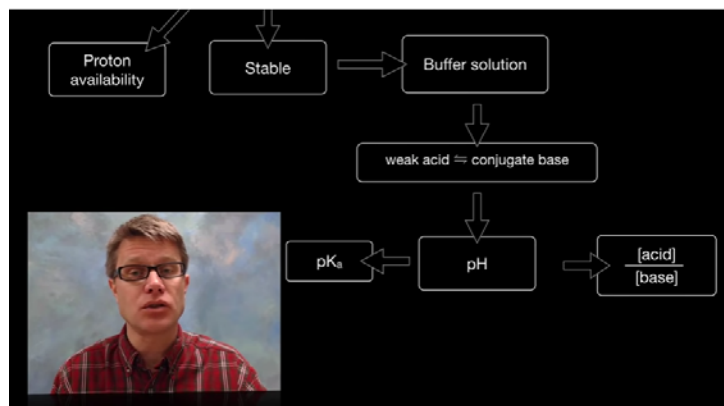 Proton
availability
Stable
Buffer solution
weak acid ⇋ conjugate base
pKₐ
pH
[acid]
[base]